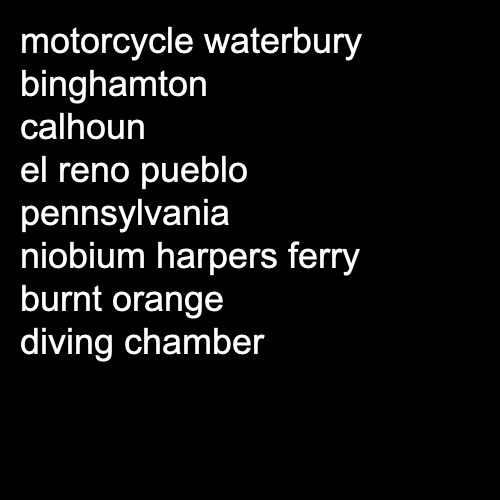 motorcycle waterbury
binghamton
calhoun
el reno pueblo
pennsylvania
niobium harpers ferry
burnt orange
diving chamber